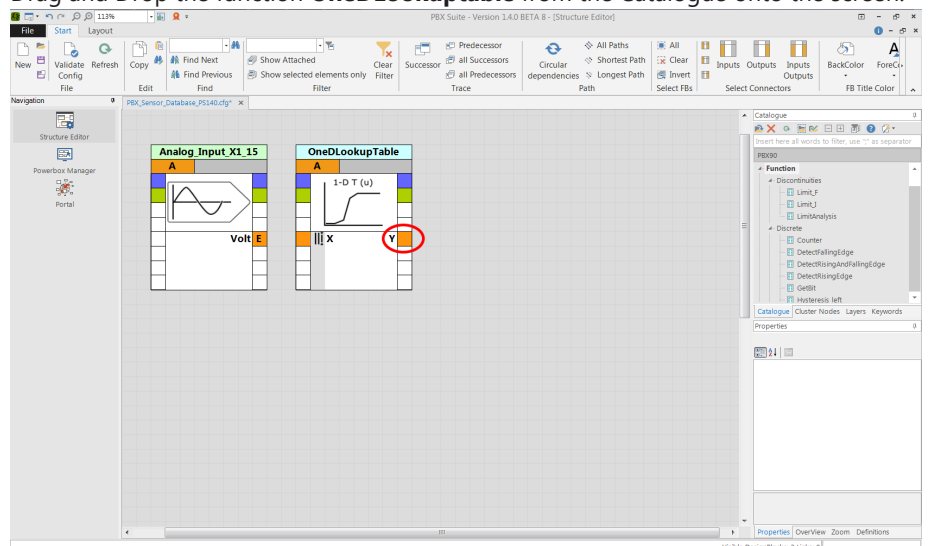 Drag and Drop the function OneDLookuptable from the Catalogue onto the screen.
113%
PBX Suite - Version 1.4.0 BETA 8 - [Structure Editor]
File Start Layout
New
Validate Config
Refresh
File
Copy
Edit
Find Next
Find Previous
Find
Show Attached
Show selected elements only
Clear Filter
Filter
Successor
Predecessor
all Successors
all Predecessors
Trace
Circular dependencies
All Paths
Shortest Path
Longest Path
Path
All
Clear
Invert
Select FBs
Inputs
Outputs
Inputs Outputs
Select Connectors
BackColor
ForeCo
FB Title Color
Navigation
PBX_Sensor_Database_PS140.cfg*
Structure Editor
Powerbox Manager
Portal
Analog_Input_X1_15
A
Volt E
OneDLookupTable
A
1-D T (u)
X
Y
Catalogue
Insert here all words to filter, use ";" as separator
PBX90
Function
Discontinuities
Limit_F
Limit_I
LimitAnalysis
Discrete
Counter
DetectFallingEdge
DetectRisingAndFallingEdge
DetectRisingEdge
GetBit
Hysteresis left
Catalogue Cluster Nodes Layers Keywords
Properties
Properties OverView Zoom Definitions